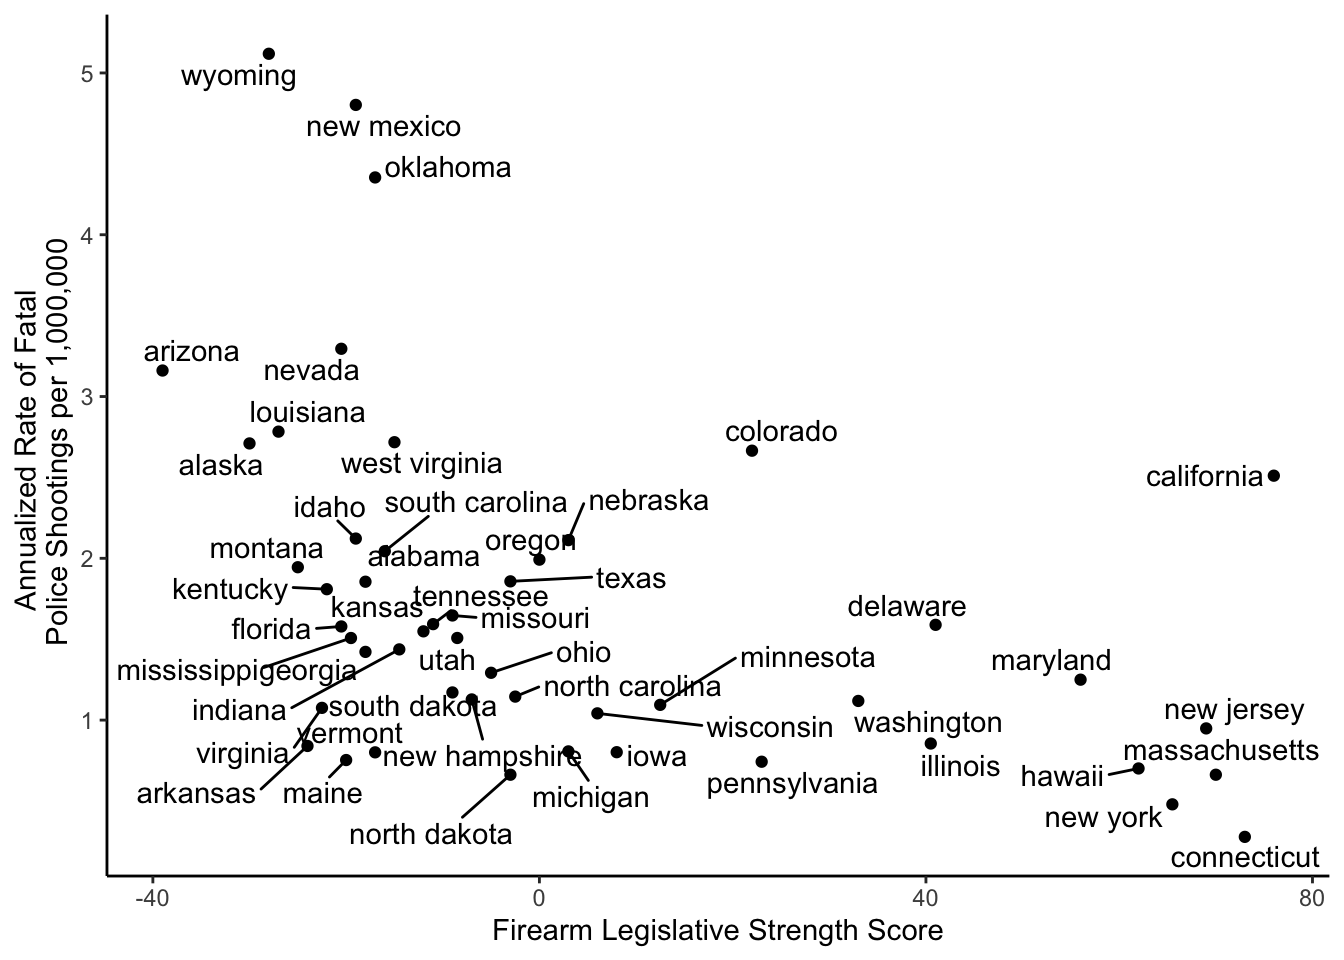 Annualized Rate of Fatal
Police Shootings per 1,000,000
5
4
3
2
1
wyoming
new mexico
oklahoma
arizona
nevada
louisiana
alaska
west virginia
colorado
california
idaho
south carolina
nebraska
montana
alabama
oregon
kentucky
texas
kansas
tennessee
delaware
florida
missouri
mississippi
georgia
utah
ohio
minnesota
maryland
north carolina
indiana
south dakota
new jersey
virginia
vermont
wisconsin
washington
massachusetts
new hampshire
iowa
illinois
hawaii
arkansas
maine
michigan
pennsylvania
new york
north dakota
connecticut
-40
0
40
80
Firearm Legislative Strength Score